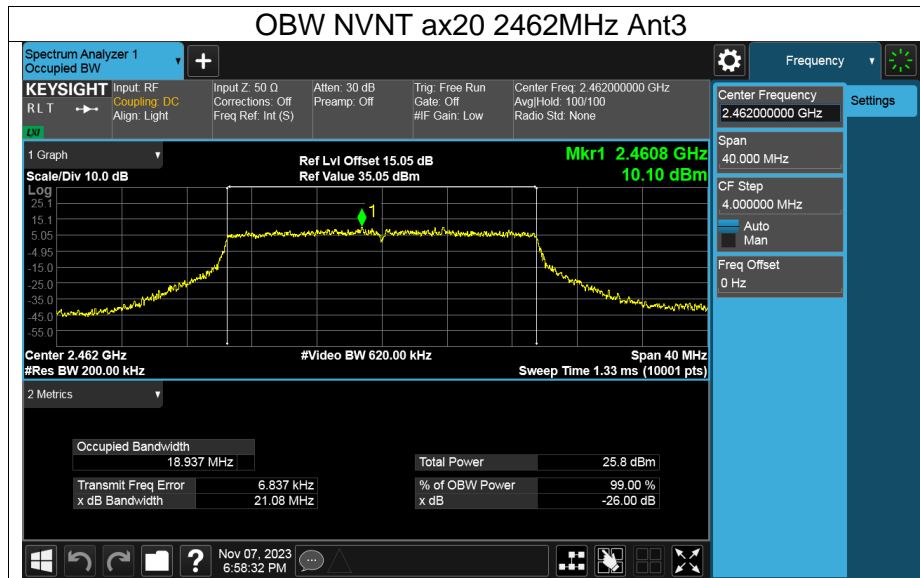 OBW NVNT ax20 2462MHz Ant3
Spectrum Analyzer 1
Occupied BW
+
Frequency
KEYSIGHT
RLT
LXI
Input: RF
Coupling: DC
Align: Light
Input Z: 50 Ω
Corrections: Off
Freq Ref: Int (S)
Atten: 30 dB
Preamp: Off
Trig: Free Run
Gate: Off
#IF Gain: Low
Center Freq: 2.462000000 GHz
Avg|Hold: 100/100
Radio Std: None
Center Frequency
2.462000000 GHz
Settings
Span
40.000 MHz
CF Step
4.000000 MHz
Auto
Man
Freq Offset
0 Hz
1 Graph
Scale/Div 10.0 dB
Ref Lvl Offset 15.05 dB
Ref Value 35.05 dBm
Mkr1 2.4608 GHz
10.10 dBm
Log
25.1
15.1
5.05
-4.95
-15.0
-25.0
-35.0
-45.0
-55.0
1
Center 2.462 GHz
#Video BW 620.00 kHz
Span 40 MHz
#Res BW 200.00 kHz
Sweep Time 1.33 ms (10001 pts)
2 Metrics
Occupied Bandwidth
18.937 MHz
Total Power 25.8 dBm
Transmit Freq Error 6.837 kHz
% of OBW Power 99.00 %
x dB Bandwidth 21.08 MHz
x dB -26.00 dB
?
Nov 07, 2023
6:58:32 PM